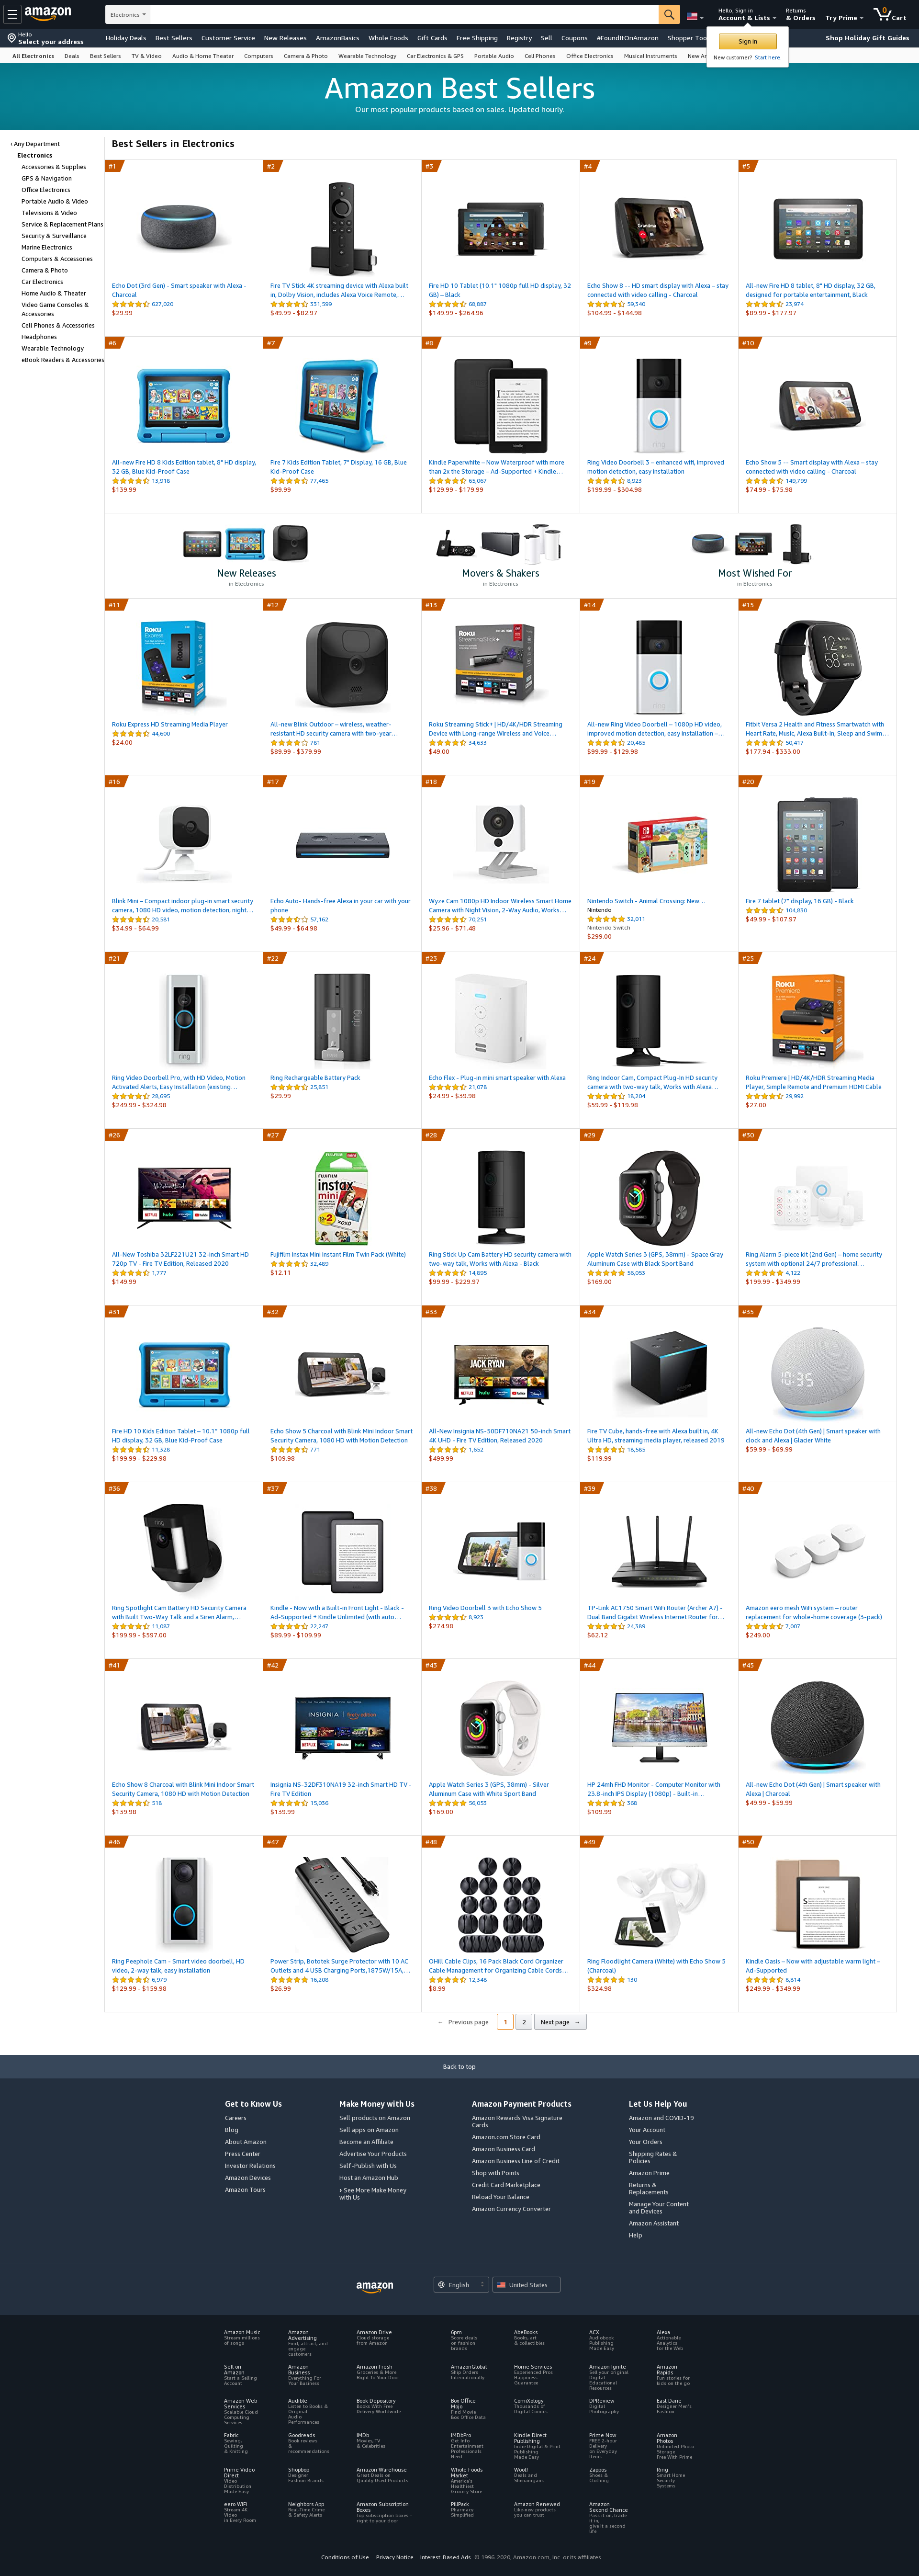 amazon
Electronics
Hello, Sign in
Account & Lists
Returns
& Orders
Try Prime
0
Cart
Hello
Select your address
Holiday Deals
Best Sellers
Customer Service
New Releases
AmazonBasics
Whole Foods
Gift Cards
Free Shipping
Registry
Sell
Coupons
#FoundItOnAmazon
Shopper Too
Shop Holiday Gift Guides
Sign in
New customer? Start here.
All Electronics
Deals
Best Sellers
TV & Video
Audio & Home Theater
Computers
Camera & Photo
Wearable Technology
Car Electronics & GPS
Portable Audio
Cell Phones
Office Electronics
Musical Instruments
Amazon Best Sellers
Our most popular products based on sales. Updated hourly.
‹ Any Department
Electronics
Accessories & Supplies
GPS & Navigation
Office Electronics
Portable Audio & Video
Televisions & Video
Service & Replacement Plans
Security & Surveillance
Marine Electronics
Computers & Accessories
Camera & Photo
Car Electronics
Home Audio & Theater
Video Game Consoles &
Accessories
Cell Phones & Accessories
Headphones
Wearable Technology
eBook Readers & Accessories
Best Sellers in Electronics
#1
Echo Dot (3rd Gen) - Smart speaker with Alexa -
Charcoal
627,020
$29.99
#2
Fire TV Stick 4K streaming device with Alexa built
in, Dolby Vision, includes Alexa Voice Remote,…
331,599
$49.99 - $82.97
#3
Fire HD 10 Tablet (10.1" 1080p full HD display, 32
GB) – Black
68,887
$149.99 - $264.96
#4
Echo Show 8 -- HD smart display with Alexa – stay
connected with video calling - Charcoal
59,340
$104.99 - $144.98
#5
All-new Fire HD 8 tablet, 8" HD display, 32 GB,
designed for portable entertainment, Black
23,974
$89.99 - $177.97
#6
All-new Fire HD 8 Kids Edition tablet, 8" HD display,
32 GB, Blue Kid-Proof Case
13,918
$139.99
#7
Fire 7 Kids Edition Tablet, 7" Display, 16 GB, Blue
Kid-Proof Case
77,465
$99.99
#8
Kindle Paperwhite – Now Waterproof with more
than 2x the Storage – Ad-Supported + Kindle…
65,067
$129.99 - $179.99
#9
Ring Video Doorbell 3 – enhanced wifi, improved
motion detection, easy installation
8,923
$199.99 - $304.98
#10
Echo Show 5 -- Smart display with Alexa – stay
connected with video calling - Charcoal
149,799
$74.99 - $75.98
New Releases
in Electronics
Movers & Shakers
in Electronics
Most Wished For
in Electronics
#11
Roku Express HD Streaming Media Player
44,600
$24.00
#12
All-new Blink Outdoor – wireless, weather-
resistant HD security camera with two-year…
781
$89.99 - $379.99
#13
Roku Streaming Stick+ | HD/4K/HDR Streaming
Device with Long-range Wireless and Voice…
34,633
$49.00
#14
All-new Ring Video Doorbell – 1080p HD video,
improved motion detection, easy installation –…
20,485
$99.99 - $129.98
#15
Fitbit Versa 2 Health and Fitness Smartwatch with
Heart Rate, Music, Alexa Built-In, Sleep and Swim…
50,417
$177.94 - $333.00
#16
Blink Mini – Compact indoor plug-in smart security
camera, 1080 HD video, motion detection, night…
20,581
$34.99 - $64.99
#17
Echo Auto- Hands-free Alexa in your car with your
phone
57,162
$49.99 - $64.98
#18
Wyze Cam 1080p HD Indoor Wireless Smart Home
Camera with Night Vision, 2-Way Audio, Works…
70,251
$25.96 - $71.48
#19
Nintendo Switch - Animal Crossing: New…
Nintendo
32,011
Nintendo Switch
$299.00
#20
Fire 7 tablet (7" display, 16 GB) - Black
104,830
$49.99 - $107.97
#21
Ring Video Doorbell Pro, with HD Video, Motion
Activated Alerts, Easy Installation (existing…
28,695
$249.99 - $324.98
#22
Ring Rechargeable Battery Pack
25,851
$29.99
#23
Echo Flex - Plug-in mini smart speaker with Alexa
21,078
$24.99 - $39.98
#24
Ring Indoor Cam, Compact Plug-In HD security
camera with two-way talk, Works with Alexa…
18,204
$59.99 - $119.98
#25
Roku Premiere | HD/4K/HDR Streaming Media
Player, Simple Remote and Premium HDMI Cable
29,992
$27.00
#26
All-New Toshiba 32LF221U21 32-inch Smart HD
720p TV - Fire TV Edition, Released 2020
1,777
$149.99
#27
Fujifilm Instax Mini Instant Film Twin Pack (White)
32,489
$12.11
#28
Ring Stick Up Cam Battery HD security camera with
two-way talk, Works with Alexa - Black
14,895
$99.99 - $229.97
#29
Apple Watch Series 3 (GPS, 38mm) - Space Gray
Aluminum Case with Black Sport Band
56,053
$169.00
#30
Ring Alarm 5-piece kit (2nd Gen) – home security
system with optional 24/7 professional…
4,122
$199.99 - $349.99
#31
Fire HD 10 Kids Edition Tablet – 10.1" 1080p full
HD display, 32 GB, Blue Kid-Proof Case
11,328
$199.99 - $229.98
#32
Echo Show 5 Charcoal with Blink Mini Indoor Smart
Security Camera, 1080 HD with Motion Detection
771
$109.98
#33
All-New Insignia NS-50DF710NA21 50-inch Smart
4K UHD - Fire TV Edition, Released 2020
1,652
$499.99
#34
Fire TV Cube, hands-free with Alexa built in, 4K
Ultra HD, streaming media player, released 2019
18,585
$119.99
#35
All-new Echo Dot (4th Gen) | Smart speaker with
clock and Alexa | Glacier White
$59.99 - $69.99
#36
Ring Spotlight Cam Battery HD Security Camera
with Built Two-Way Talk and a Siren Alarm,…
11,087
$199.99 - $597.00
#37
Kindle - Now with a Built-in Front Light - Black -
Ad-Supported + Kindle Unlimited (with auto…
22,247
$89.99 - $109.99
#38
Ring Video Doorbell 3 with Echo Show 5
8,923
$274.98
#39
TP-Link AC1750 Smart WiFi Router (Archer A7) -
Dual Band Gigabit Wireless Internet Router for…
24,389
$62.12
#40
Amazon eero mesh WiFi system – router
replacement for whole-home coverage (3-pack)
7,007
$249.00
#41
Echo Show 8 Charcoal with Blink Mini Indoor Smart
Security Camera, 1080 HD with Motion Detection
518
$139.98
#42
Insignia NS-32DF310NA19 32-inch Smart HD TV -
Fire TV Edition
15,036
$139.99
#43
Apple Watch Series 3 (GPS, 38mm) - Silver
Aluminum Case with White Sport Band
56,053
$169.00
#44
HP 24mh FHD Monitor - Computer Monitor with
23.8-inch IPS Display (1080p) - Built-in…
368
$109.99
#45
All-new Echo Dot (4th Gen) | Smart speaker with
Alexa | Charcoal
$49.99 - $59.99
#46
Ring Peephole Cam - Smart video doorbell, HD
video, 2-way talk, easy installation
6,979
$129.99 - $159.98
#47
Power Strip, Bototek Surge Protector with 10 AC
Outlets and 4 USB Charging Ports,1875W/15A,…
16,208
$26.99
#48
OHill Cable Clips, 16 Pack Black Cord Organizer
Cable Management for Organizing Cable Cords…
12,348
$8.99
#49
Ring Floodlight Camera (White) with Echo Show 5
(Charcoal)
130
$324.98
#50
Kindle Oasis – Now with adjustable warm light –
Ad-Supported
8,814
$249.99 - $349.99
← Previous page
1
2
Next page →
Back to top
Get to Know Us
Careers
Blog
About Amazon
Press Center
Investor Relations
Amazon Devices
Amazon Tours
Make Money with Us
Sell products on Amazon
Sell apps on Amazon
Become an Affiliate
Advertise Your Products
Self-Publish with Us
Host an Amazon Hub
› See More Make Money
with Us
Amazon Payment Products
Amazon Rewards Visa Signature
Cards
Amazon.com Store Card
Amazon Business Card
Amazon Business Line of Credit
Shop with Points
Credit Card Marketplace
Reload Your Balance
Amazon Currency Converter
Let Us Help You
Amazon and COVID-19
Your Account
Your Orders
Shipping Rates &
Policies
Amazon Prime
Returns &
Replacements
Manage Your Content
and Devices
Amazon Assistant
Help
amazon
English
United States
Amazon Music
Stream millions
of songs
Amazon
Advertising
Find, attract, and
engage
customers
Amazon Drive
Cloud storage
from Amazon
6pm
Score deals
on fashion
brands
AbeBooks
Books, art
& collectibles
ACX
Audiobook
Publishing
Made Easy
Alexa
Actionable
Analytics
for the Web
Sell on
Amazon
Start a Selling
Account
Amazon
Business
Everything For
Your Business
Amazon Fresh
Groceries & More
Right To Your Door
AmazonGlobal
Ship Orders
Internationally
Home Services
Experienced Pros
Happiness
Guarantee
Amazon Ignite
Sell your original
Digital
Educational
Resources
Amazon
Rapids
Fun stories for
kids on the go
Amazon Web
Services
Scalable Cloud
Computing
Services
Audible
Listen to Books &
Original
Audio
Performances
Book Depository
Books With Free
Delivery Worldwide
Box Office
Mojo
Find Movie
Box Office Data
ComiXology
Thousands of
Digital Comics
DPReview
Digital
Photography
East Dane
Designer Men's
Fashion
Fabric
Sewing,
Quilting
& Knitting
Goodreads
Book reviews
&
recommendations
IMDb
Movies, TV
& Celebrities
IMDbPro
Get Info
Entertainment
Professionals
Need
Kindle Direct
Publishing
Indie Digital & Print
Publishing
Made Easy
Prime Now
FREE 2-hour
Delivery
on Everyday
Items
Amazon
Photos
Unlimited Photo
Storage
Free With Prime
Prime Video
Direct
Video
Distribution
Made Easy
Shopbop
Designer
Fashion Brands
Amazon Warehouse
Great Deals on
Quality Used Products
Whole Foods
Market
America's
Healthiest
Grocery Store
Woot!
Deals and
Shenanigans
Zappos
Shoes &
Clothing
Ring
Smart Home
Security
Systems
eero WiFi
Stream 4K
Video
in Every Room
Neighbors App
Real-Time Crime
& Safety Alerts
Amazon Subscription
Boxes
Top subscription boxes –
right to your door
PillPack
Pharmacy
Simplified
Amazon Renewed
Like-new products
you can trust
Amazon
Second Chance
Pass it on, trade
it in,
give it a second
life
Conditions of Use
Privacy Notice
Interest-Based Ads
© 1996-2020, Amazon.com, Inc. or its affiliates